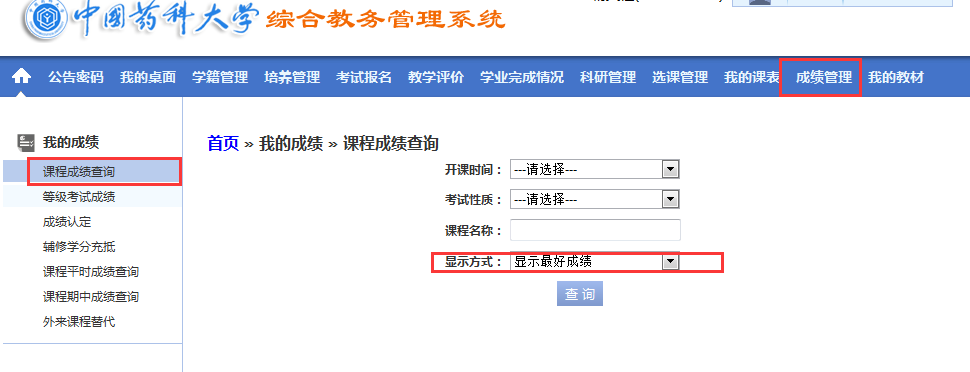 中国药科大学 综合教务管理系统
公告密码 我的桌面 学籍管理 培养管理 考试报名 教学评价 学业完成情况 科研管理 选课管理 我的课表 成绩管理 我的教材
我的成绩
课程成绩查询
等级考试成绩
成绩认定
辅修学分充抵
课程平时成绩查询
课程期中成绩查询
外来课程替代
首页 » 我的成绩 » 课程成绩查询
开课时间： ---请选择---
考试性质： ---请选择---
课程名称：
显示方式： 显示最好成绩
查 询